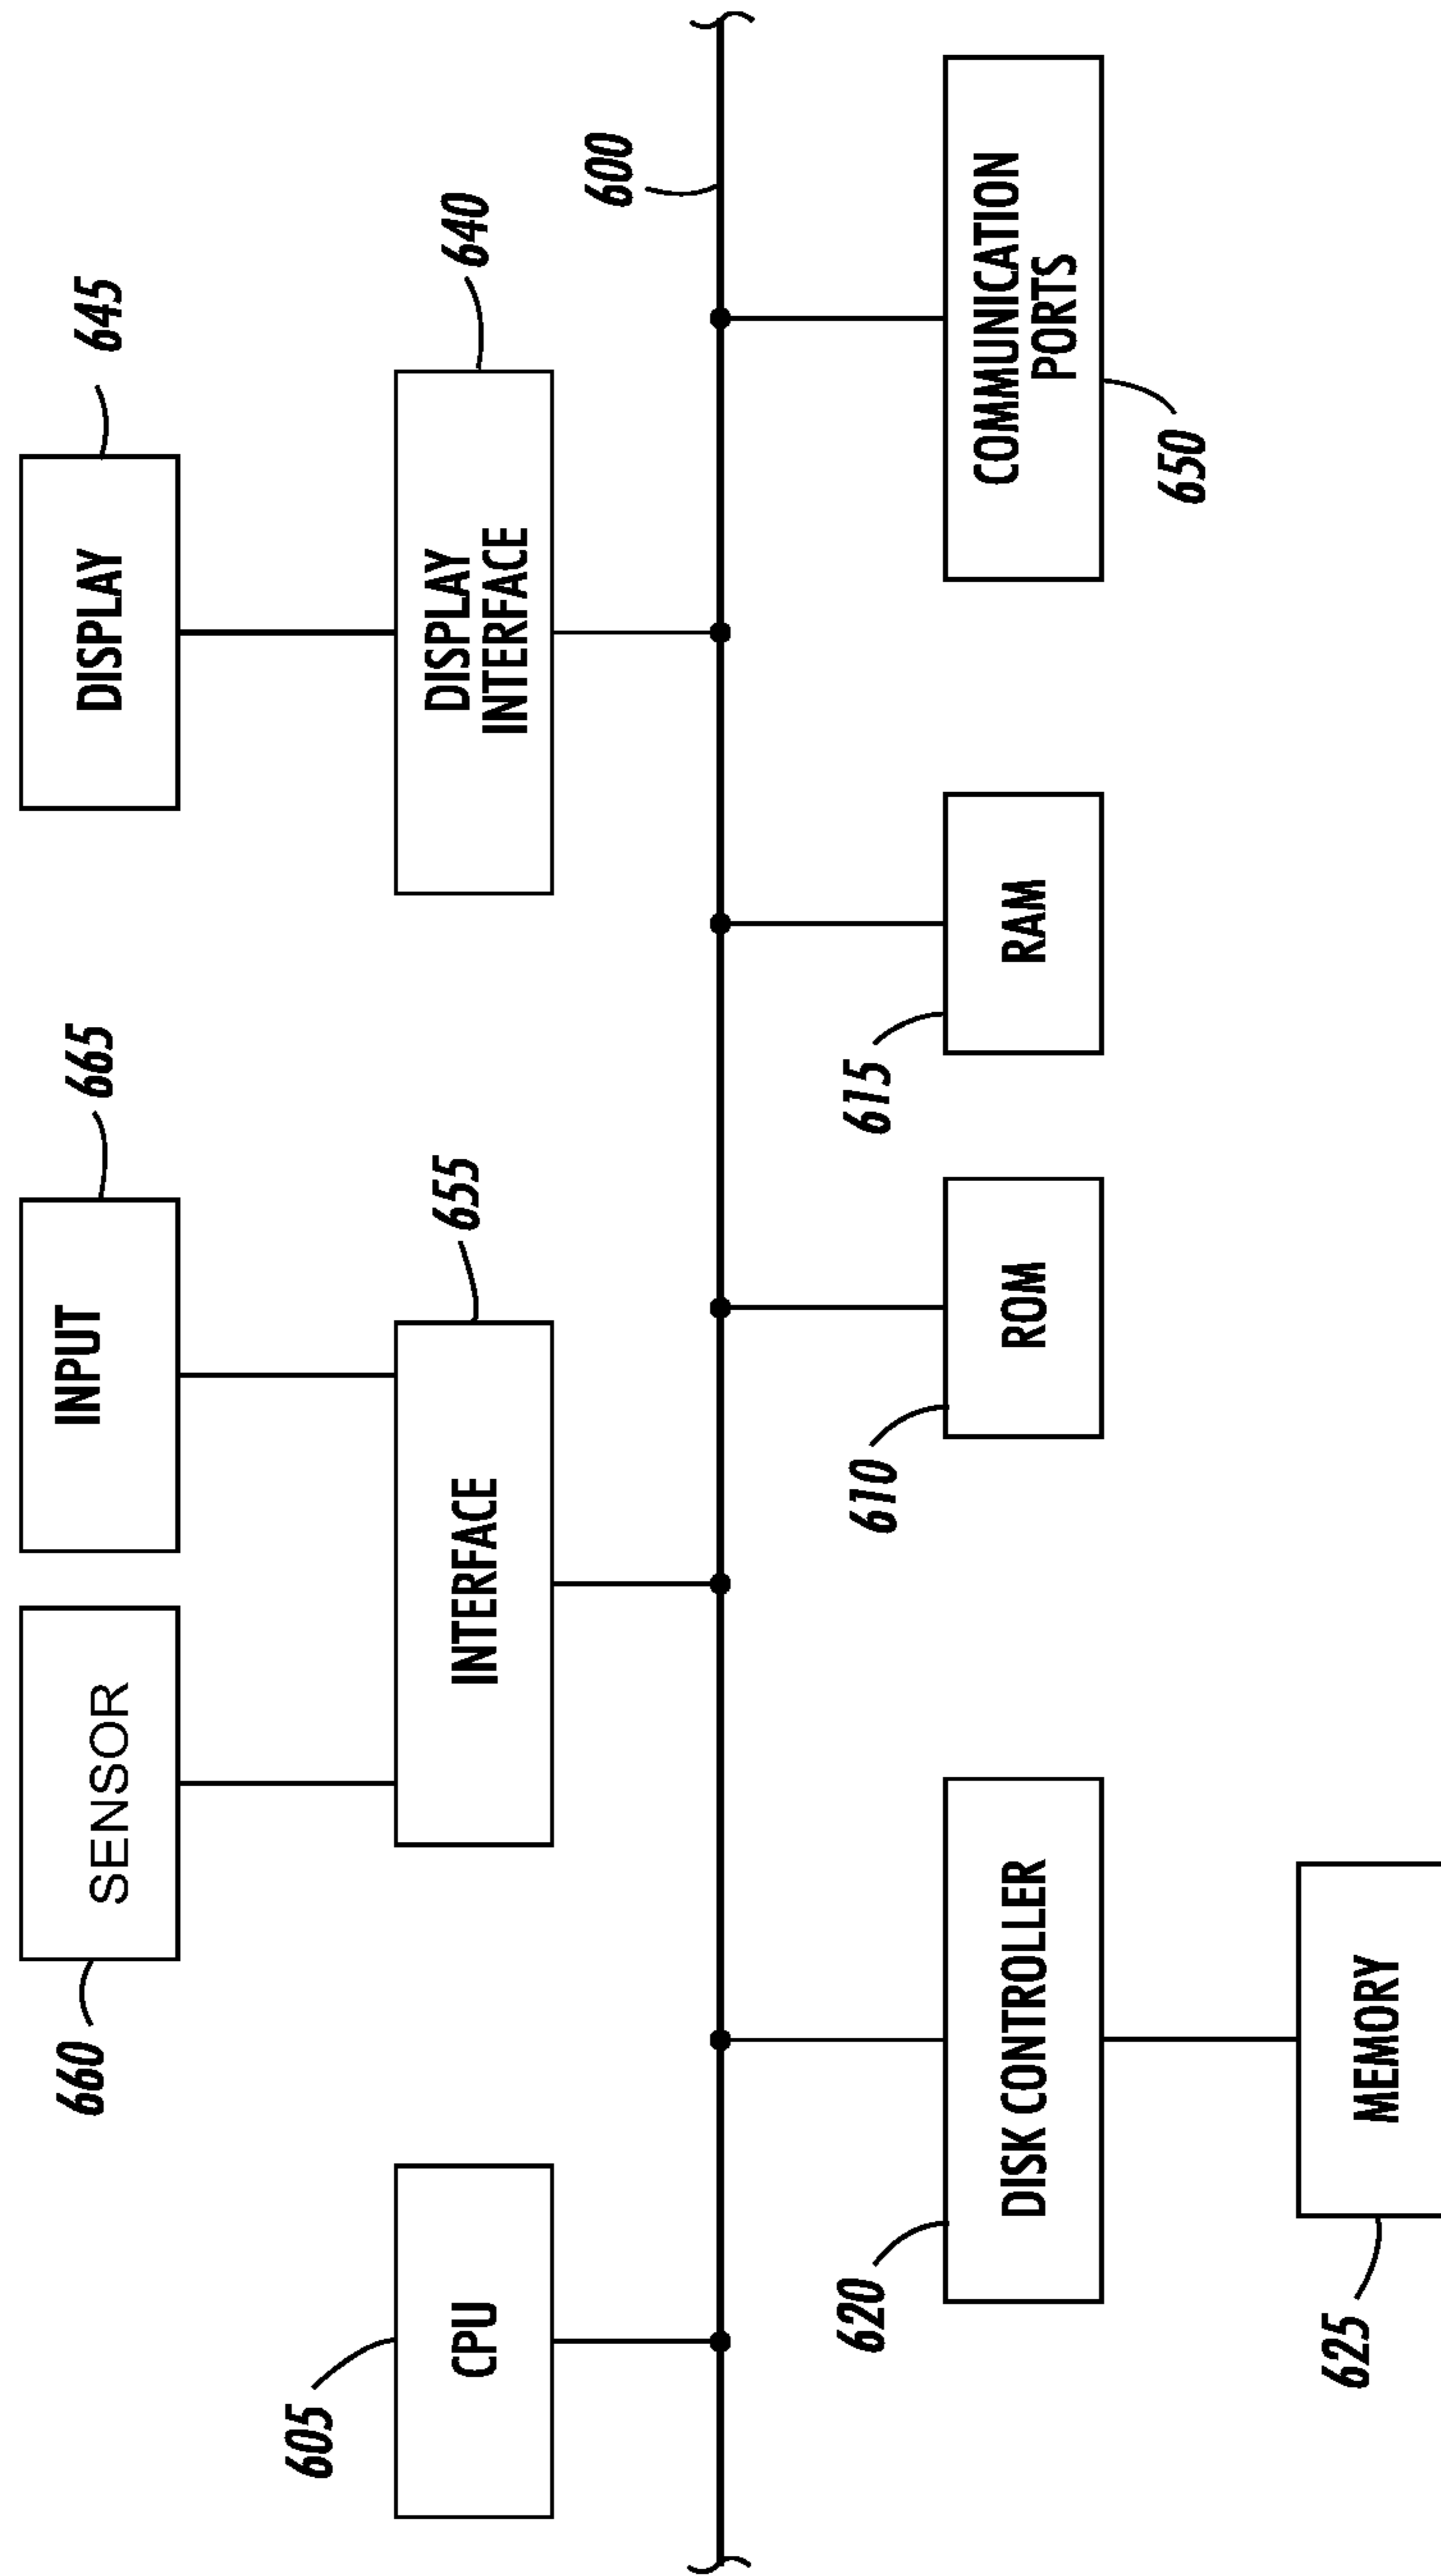 660
SENSOR
INPUT
665
DISPLAY
645
605
CPU
INTERFACE
655
DISPLAY
INTERFACE
640
600
620
DISK CONTROLLER
610
ROM
615
RAM
COMMUNICATION
PORTS
650
625
MEMORY